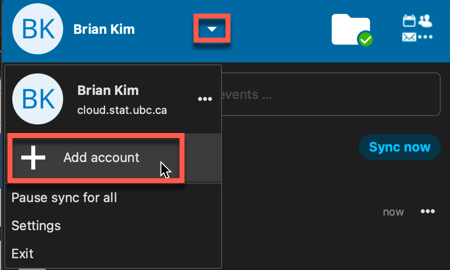 BK Brian Kim
BK Brian Kim
cloud.stat.ubc.ca
events ...
Add account
Sync now
Pause sync for all
now
Settings
Exit